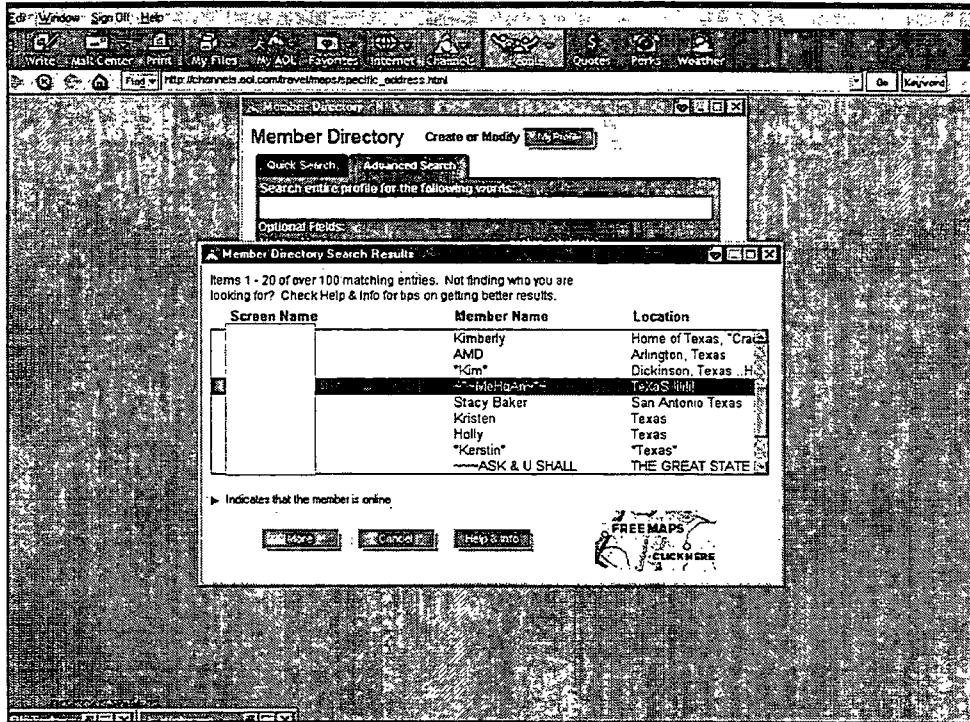 Edit Window Sign Off Help
Write Mail Center Print My Files My AOL Favorites Internet Channels Quotes Perks Weather
Find http://channels.aol.com/travel/maps/specific_address.html Go Keyword
Member Directory
Member Directory Create or Modify My Profile
Quick Search Advanced Search
Search entire profile for the following words:
Optional Fields:
Member Directory Search Results
Items 1 - 20 of over 100 matching entries. Not finding who you are
looking for? Check Help & Info for tips on getting better results.
Screen Name Member Name Location
Kimberly Home of Texas, "Crac
AMD Arlington, Texas
*Kim* Dickinson, Texas ..H
~*~MeHgAn~*~ TeXaS !!!!!!
Stacy Baker San Antonio Texas
Kristen Texas
Holly Texas
*Kerstin* *Texas*
~~~ASK & U SHALL THE GREAT STATE
Indicates that the member is online
More Cancel Help & Info
FREE MAPS
CLICK HERE